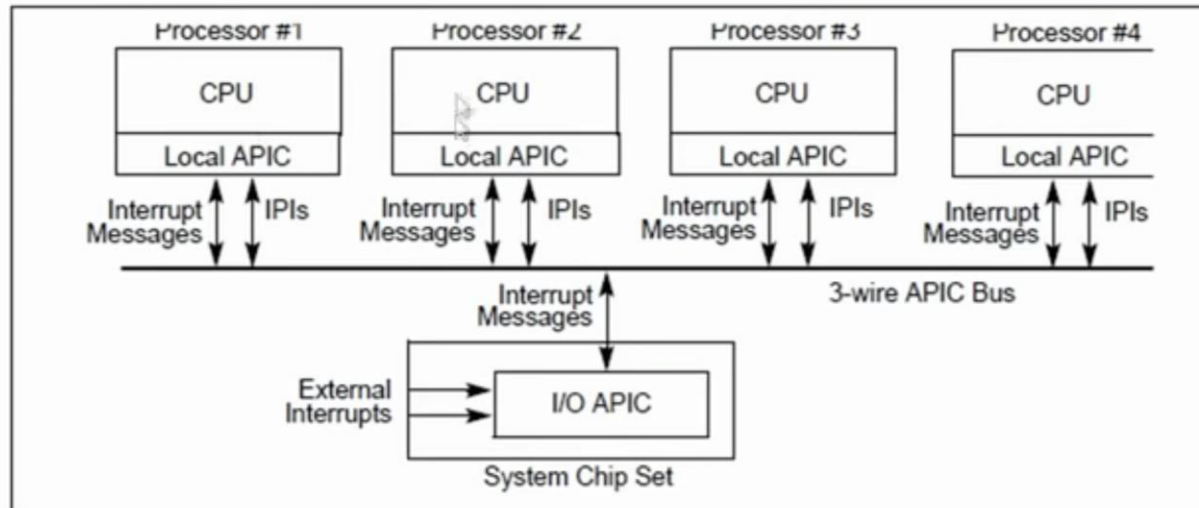 Processor #1
Processor #2
Processor #3
Processor #4
CPU
CPU
CPU
CPU
Local APIC
Local APIC
Local APIC
Local APIC
Interrupt
Messages
IPIs
Interrupt
Messages
IPIs
Interrupt
Messages
IPIs
Interrupt
Messages
IPIs
Interrupt
Messages
3-wire APIC Bus
External
Interrupts
I/O APIC
System Chip Set